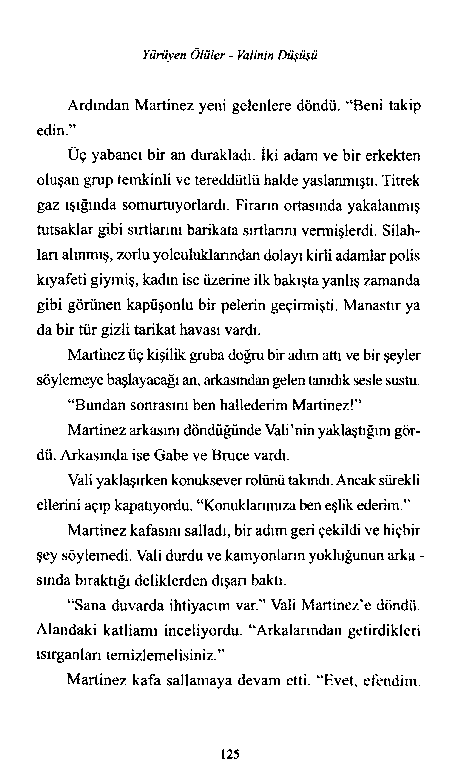 Yürüyen Ölüler - Valinin Düşüşü
Ardından Martinez yeni gelenlere döndü. “Beni takip
edin.”
Üç yabancı bir an durakladı. İki adam ve bir erkekten
oluşan grup temkinli ve tereddütlü halde yaslanmıştı. Titrek
gaz ışığında somurtuyorlardı. Firarın ortasında yakalanmış
tutsaklar gibi sırtlarını barikata sırtlarını vermişlerdi. Silah-
ları alınmış, zorlu yolculuklarından dolayı kirli adamlar polis
kıyafeti giymiş, kadın ise üzerine ilk bakışta yanlış zamanda
gibi görünen kapüşonlu bir pelerin geçirmişti. Manastır ya
da bir tür gizli tarikat havası vardı.
Martinez üç kişilik gruba doğru bir adım attı ve bir şeyler
söylemeye başlayacağı an, arkasından gelen tanıdık sesle sustu.
“Bundan sonrasını ben hallederim Martinez!”
Martinez arkasını döndüğünde Vali’nin yaklaştığını gör-
dü. Arkasında ise Gabe ve Bruce vardı.
Vali yaklaşırken konuksever rolünü takındı. Ancak sürekli
ellerini açıp kapatıyordu. “Konuklarımıza ben eşlik ederim.”
Martinez kafasını salladı, bir adım geri çekildi ve hiçbir
şey söylemedi. Vali durdu ve kamyonların yokluğunun arka -
sında bıraktığı deliklerden dışarı baktı.
“Sana duvarda ihtiyacım var.” Vali Martinez’e döndü.
Alandaki katliamı inceliyordu. “Arkalarından getirdikleri
ısırganları temizlemelisiniz.”
Martinez kafa sallamaya devam etti. “Evet, efendim.
125